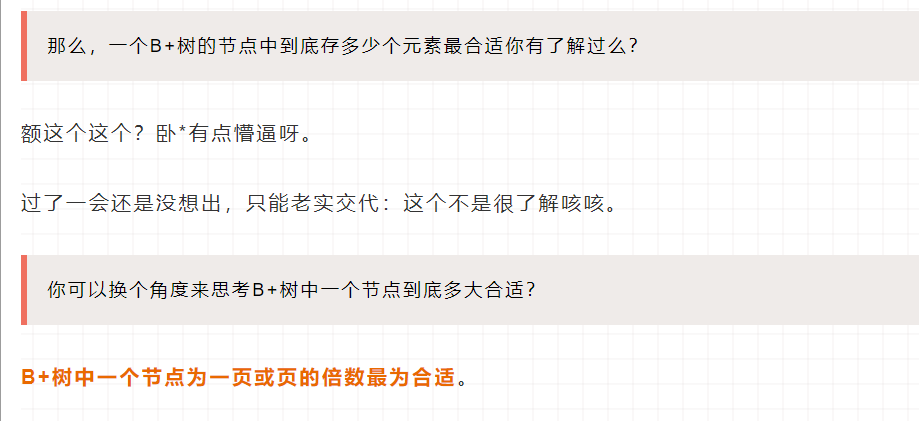 那么，一个B+树的节点中到底存多少个元素最合适你有了解过么？
额这个这个？卧*有点懵逼呀。
过了一会还是没想出，只能老实交代：这个不是很了解咳咳。
你可以换个角度来思考B+树中一个节点到底多大合适？
B+树中一个节点为一页或页的倍数最为合适。